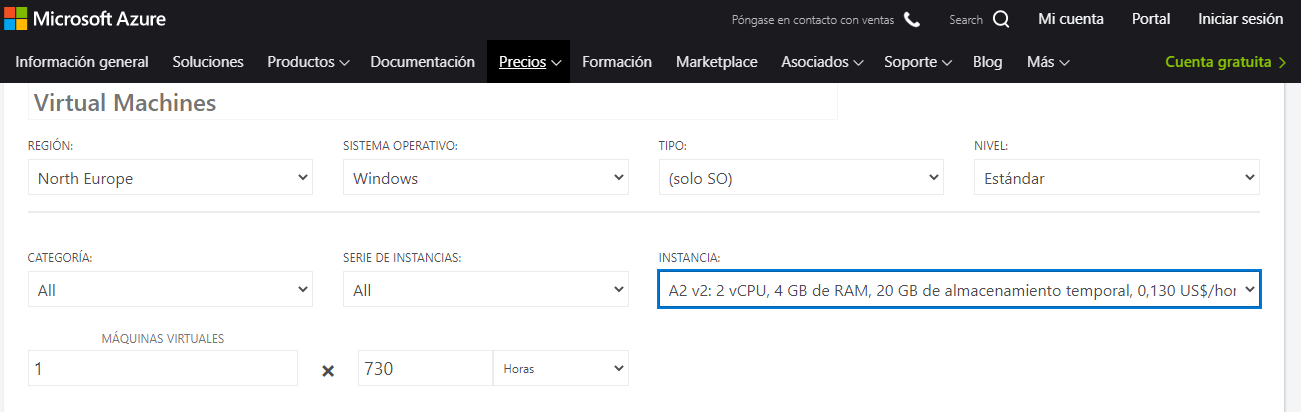 Microsoft Azure
Póngase en contacto con ventas Search Mi cuenta Portal Iniciar sesión
Información general Soluciones Productos Documentación Precios Formación Marketplace Asociados Soporte Blog Más Cuenta gratuita
Virtual Machines
REGIÓN: SISTEMA OPERATIVO: TIPO: NIVEL:
North Europe Windows (solo SO) Estándar
CATEGORÍA: SERIE DE INSTANCIAS: INSTANCIA:
All All A2 v2: 2 vCPU, 4 GB de RAM, 20 GB de almacenamiento temporal, 0,130 US$/hor
MÁQUINAS VIRTUALES
1 × 730 Horas